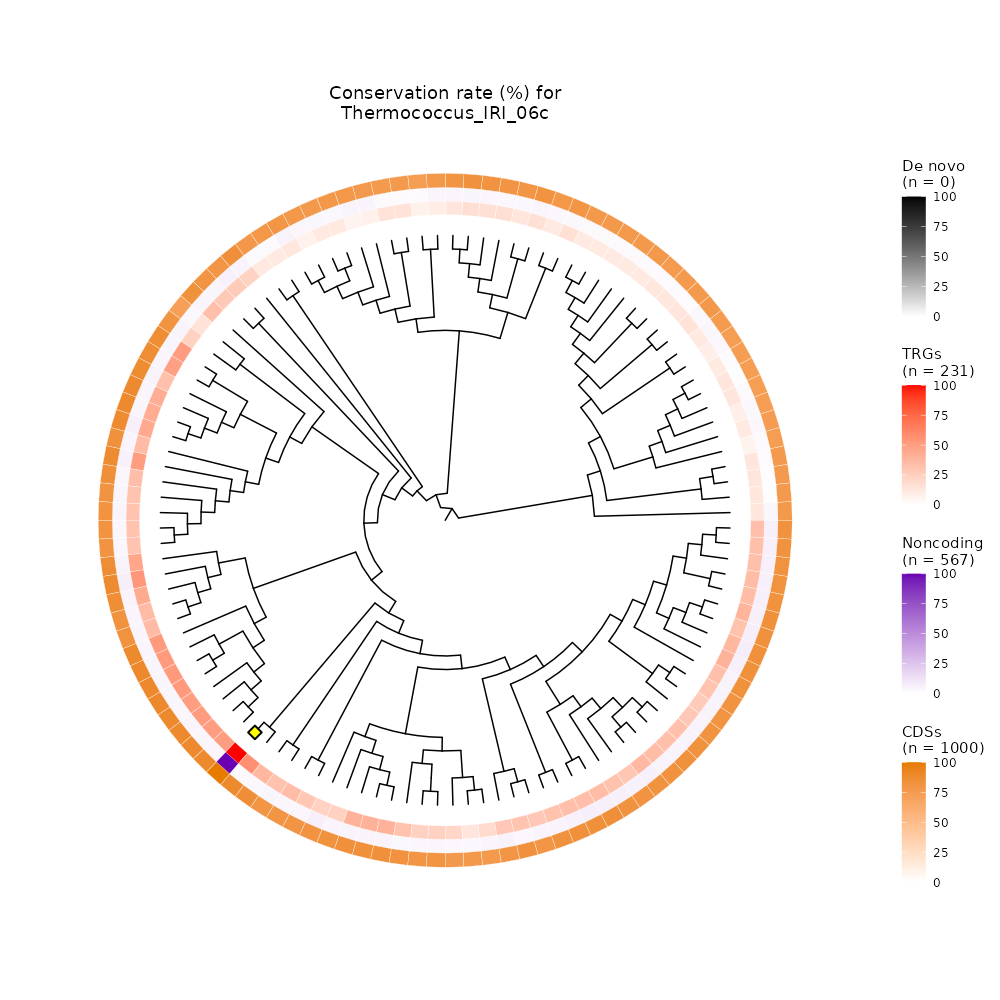 Conservation rate (%) for
Thermococcus_IRI_06c
De novo
(n = 0)
100
75
50
25
0
TRGs
(n = 231)
100
75
50
25
0
Noncoding
(n = 567)
100
75
50
25
0
CDSs
(n = 1000)
100
75
50
25
0